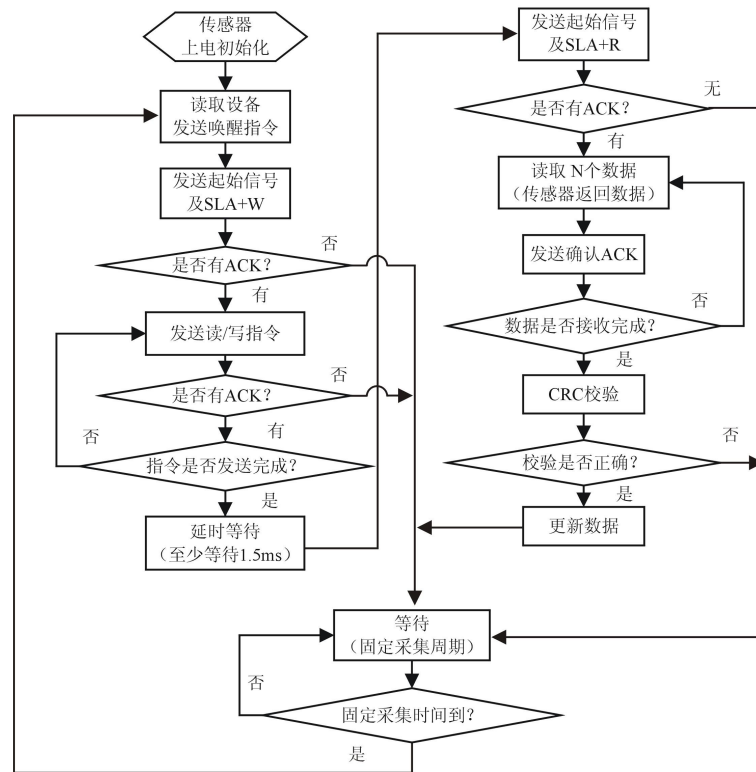 传感器
上电初始化
读取设备
发送唤醒指令
发送起始信号
及SLA+W
是否有ACK?
否
有
发送读/写指令
是否有ACK?
否
有
指令是否发送完成?
否
是
延时等待
(至少等待1.5ms)
发送起始信号
及SLA+R
是否有ACK?
无
有
读取 N个数据
(传感器返回数据)
发送确认ACK
数据是否接收完成?
否
是
CRC校验
校验是否正确?
否
是
更新数据
等待
(固定采集周期)
否
固定采集时间到?
是